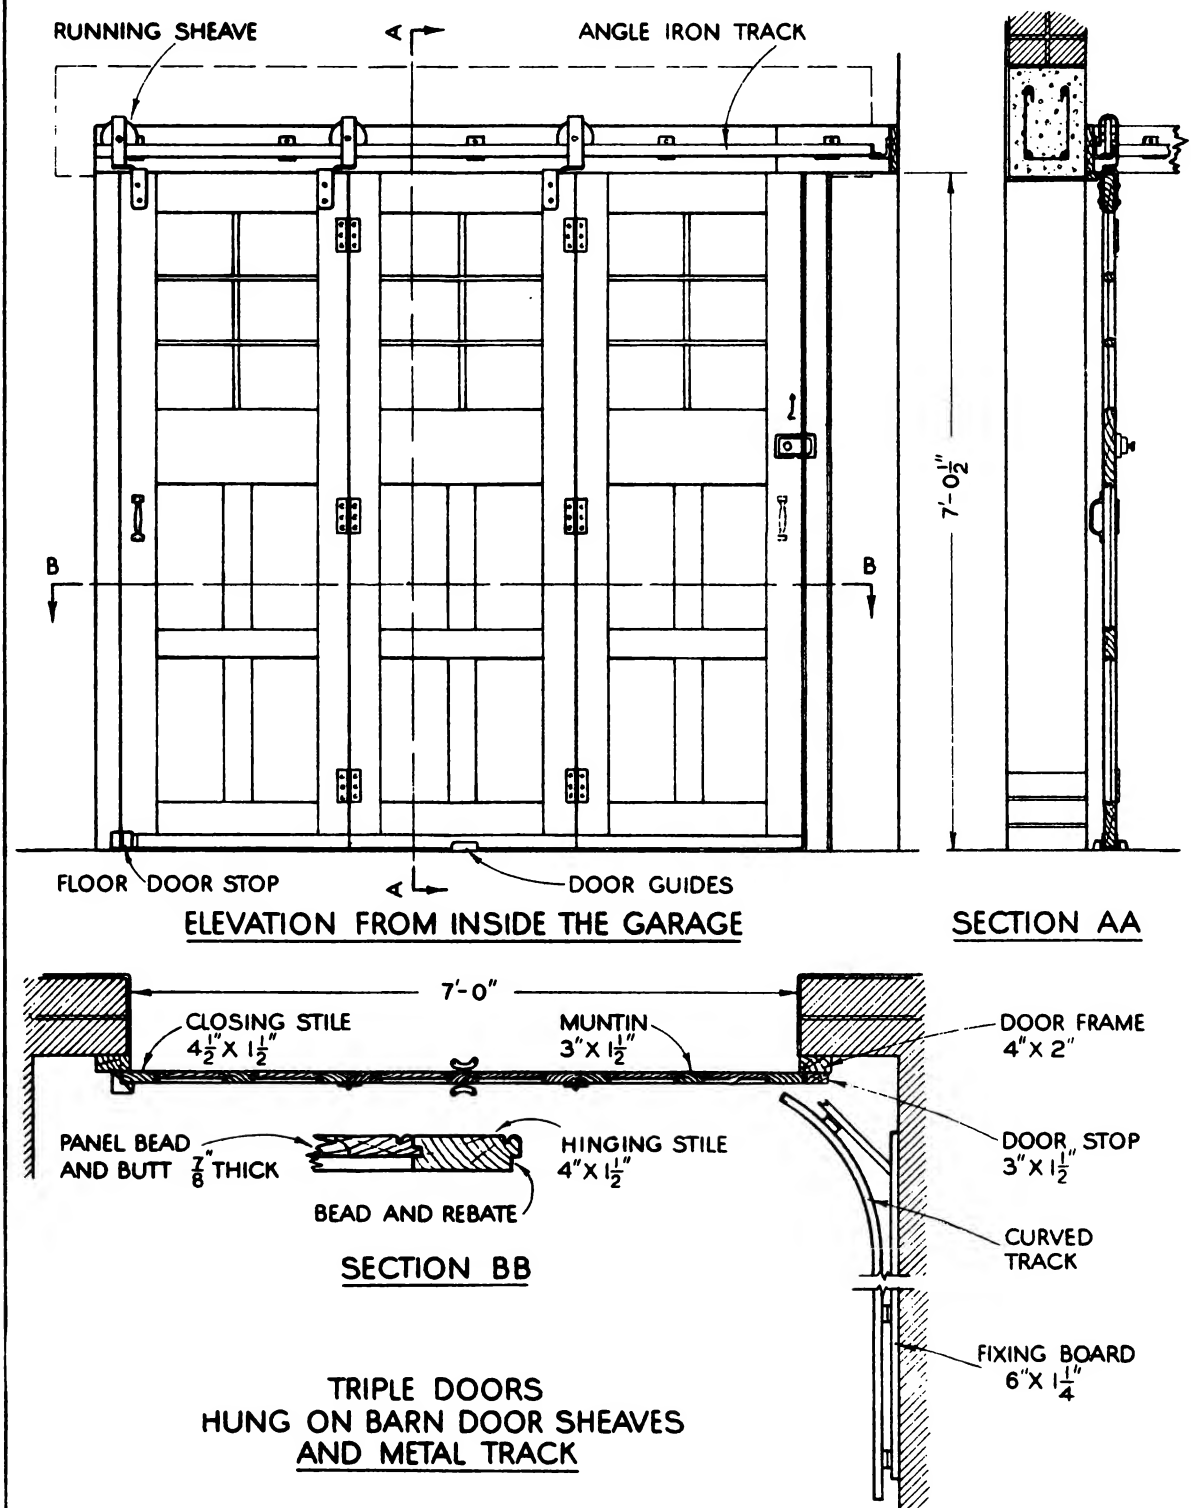 RUNNING SHEAVE
A
ANGLE IRON TRACK
7'-0½"
B
B
FLOOR DOOR STOP
A
DOOR GUIDES
ELEVATION FROM INSIDE THE GARAGE
SECTION AA
7'-0"
CLOSING STILE
4½" X 1½"
MUNTIN
3" X 1½"
DOOR FRAME
4" X 2"
PANEL BEAD
AND BUTT ⅞" THICK
HINGING STILE
4" X 1½"
DOOR STOP
3" X 1½"
BEAD AND REBATE
CURVED
TRACK
SECTION BB
FIXING BOARD
6" X 1¼"
TRIPLE DOORS
HUNG ON BARN DOOR SHEAVES
AND METAL TRACK